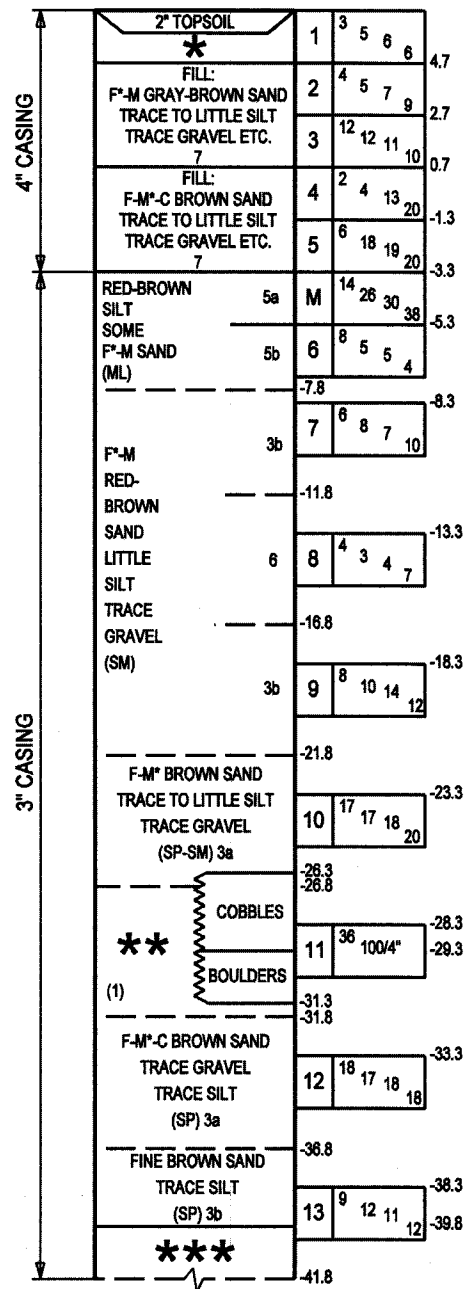 2" TOPSOIL
*
1 3 5 6 6
4.7
FILL:
F*-M GRAY-BROWN SAND
TRACE TO LITTLE SILT
TRACE GRAVEL ETC.
7
2 4 5 7 9
2.7
3 12 12 11 10
0.7
4" CASING
FILL:
F-M*-C BROWN SAND
TRACE TO LITTLE SILT
TRACE GRAVEL ETC.
7
4 2 4 13 20
-1.3
5 6 18 19 20
-3.3
RED-BROWN
SILT
SOME
F*-M SAND
(ML)
5a
M 14 26 30 38
-5.3
5b
6 8 5 5 4
-7.8
-8.3
F*-M
RED-
BROWN
SAND
LITTLE
SILT
TRACE
GRAVEL
(SM)
3b
7 6 8 7 10
-11.8
-13.3
6
8 4 3 4 7
-16.8
-18.3
3b
9 8 10 14 12
-21.8
3" CASING
F-M* BROWN SAND
TRACE TO LITTLE SILT
TRACE GRAVEL
(SP-SM) 3a
-23.3
10 17 17 18 20
-26.3
-26.8
**
(1)
COBBLES
BOULDERS
-28.3
11 36 100/4"
-29.3
-31.3
-31.8
F-M*-C BROWN SAND
TRACE GRAVEL
TRACE SILT
(SP) 3a
-33.3
12 18 17 18 18
-36.8
FINE BROWN SAND
TRACE SILT
(SP) 3b
-38.3
13 9 12 11 12
-39.8
***
-41.8